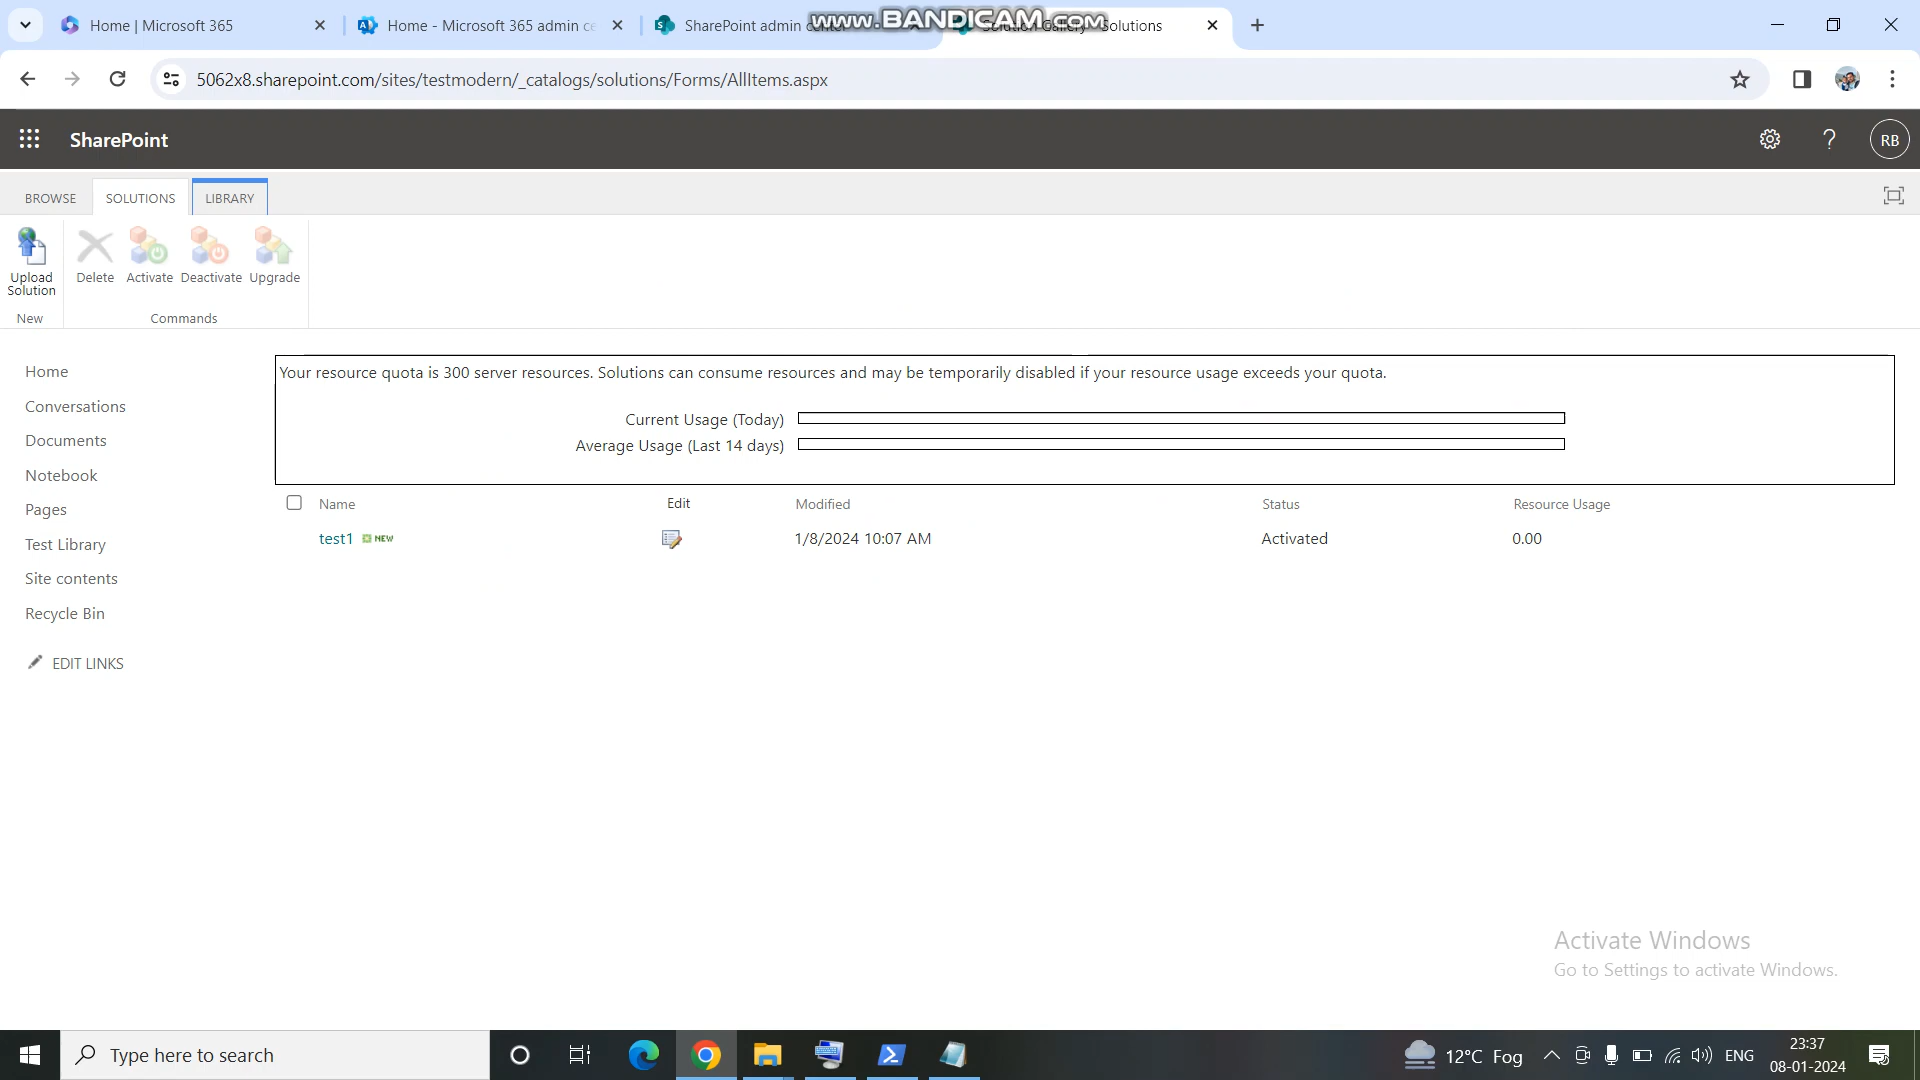 Home | Microsoft 365
Home - Microsoft 365 admin ce
SharePoint admin center
Solution Gallery - Solutions
www.BANDICAM.COM
5062x8.sharepoint.com/sites/testmodern/_catalogs/solutions/Forms/AllItems.aspx
SharePoint
?
RB
BROWSE
SOLUTIONS
LIBRARY
Upload
Solution
Delete
Activate
Deactivate
Upgrade
New
Commands
Home
Conversations
Documents
Notebook
Pages
Test Library
Site contents
Recycle Bin
EDIT LINKS
Your resource quota is 300 server resources. Solutions can consume resources and may be temporarily disabled if your resource usage exceeds your quota.
Current Usage (Today)
Average Usage (Last 14 days)
Name
Edit
Modified
Status
Resource Usage
test1
NEW
1/8/2024 10:07 AM
Activated
0.00
Activate Windows
Go to Settings to activate Windows.
Type here to search
12°C Fog
ENG
23:37
08-01-2024